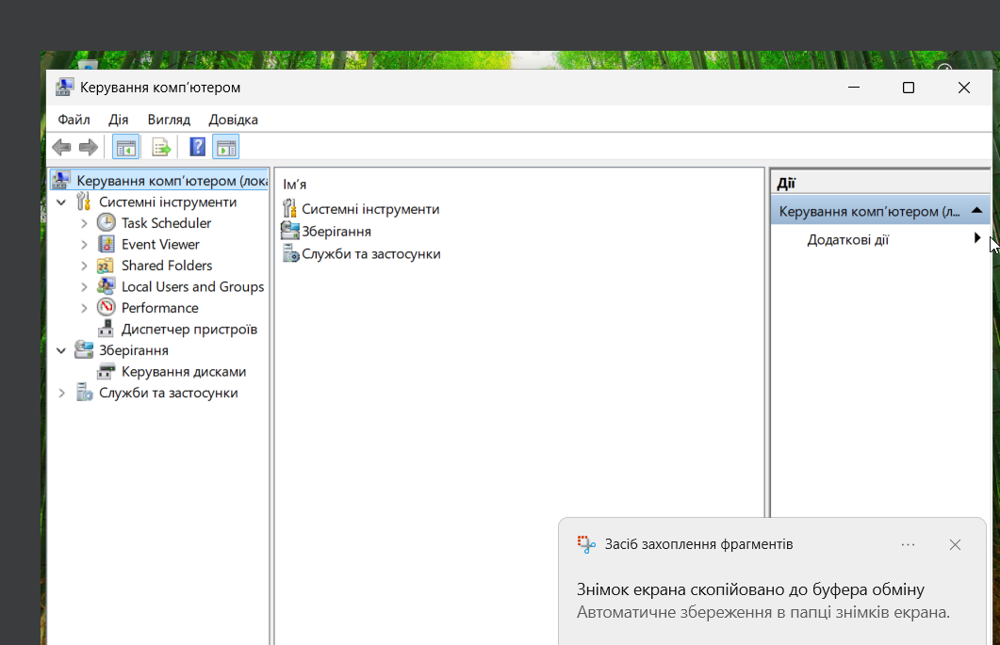 Керування комп’ютером
Файл Дія Вигляд Довідка
Керування комп’ютером (лока
Системні інструменти
Task Scheduler
Event Viewer
Shared Folders
Local Users and Groups
Performance
Диспетчер пристроїв
Зберігання
Керування дисками
Служби та застосунки
Ім’я
Системні інструменти
Зберігання
Служби та застосунки
Дії
Керування комп’ютером (л...
Додаткові дії
Засіб захоплення фрагментів
Знімок екрана скопійовано до буфера обміну
Автоматичне збереження в папці знімків екрана.